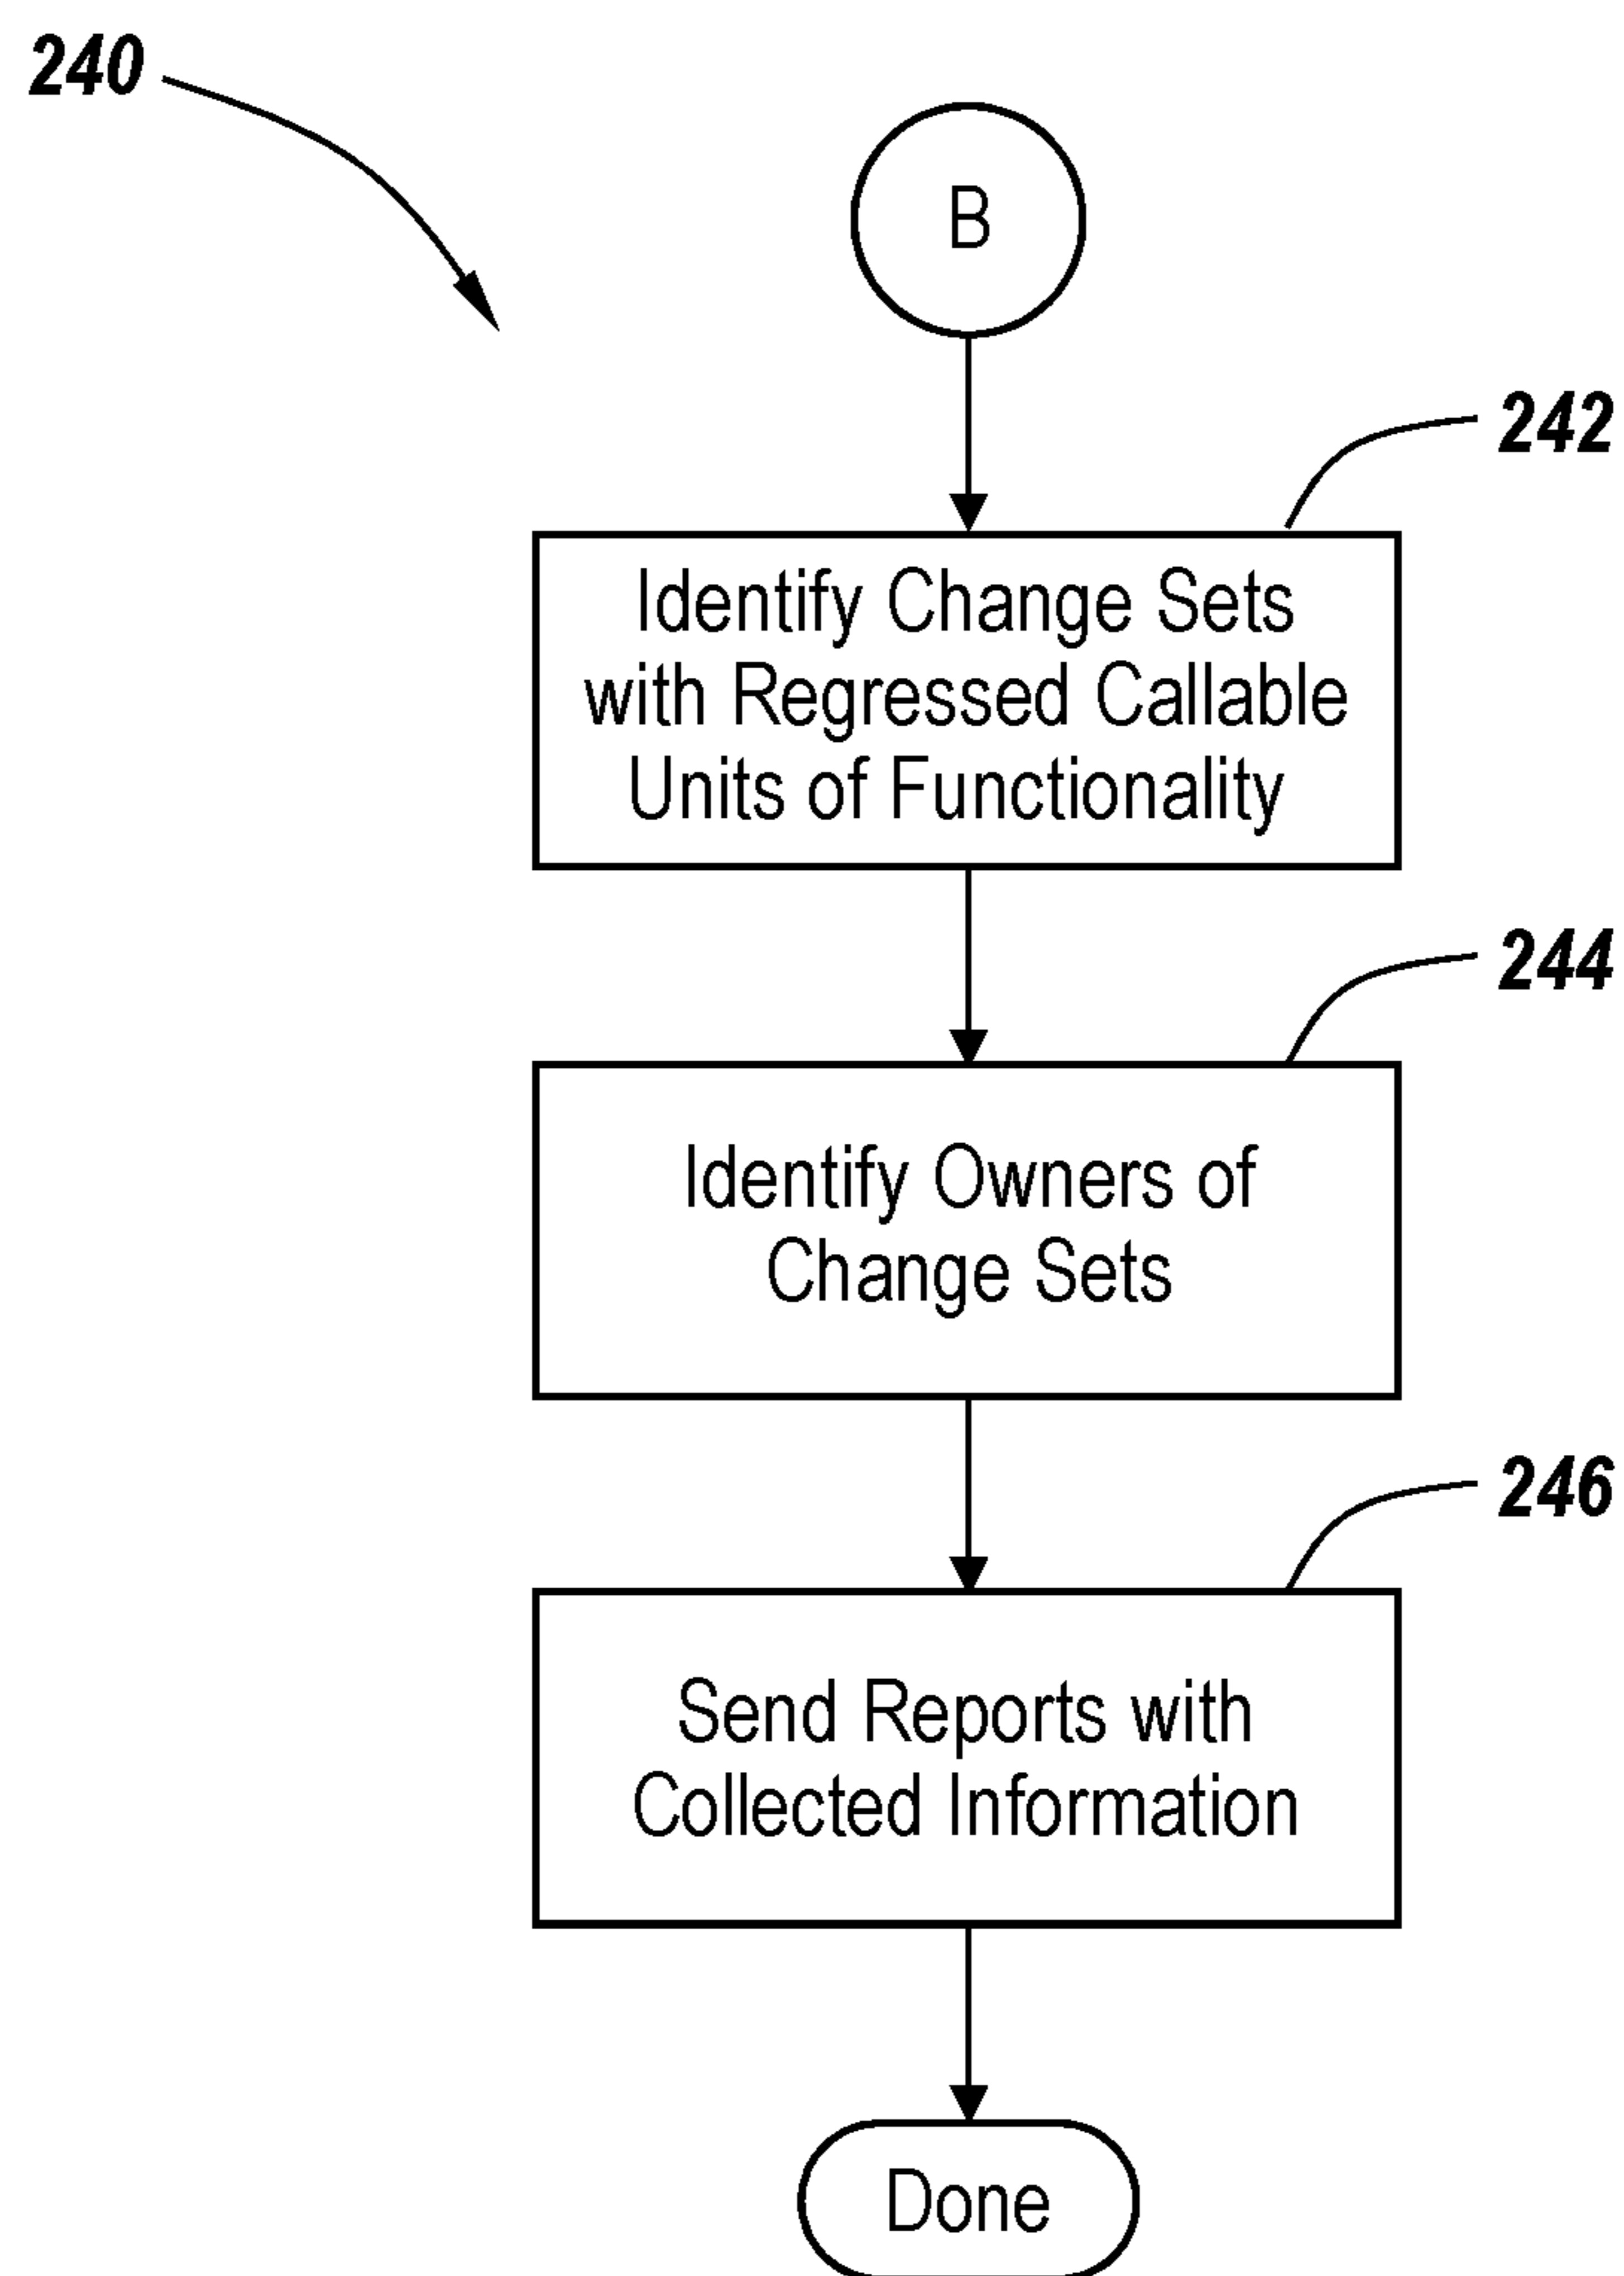 240
B
242
Identify Change Sets
with Regressed Callable
Units of Functionality
244
Identify Owners of
Change Sets
246
Send Reports with
Collected Information
Done